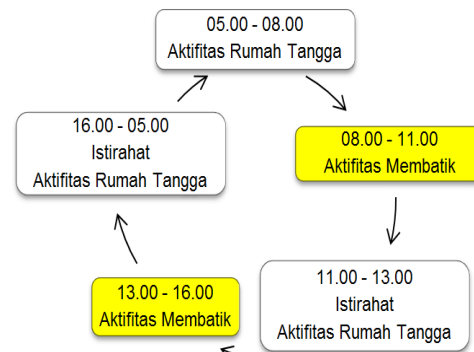 05.00 - 08.00
Aktifitas Rumah Tangga
08.00 - 11.00
Aktifitas Membatik
11.00 - 13.00
Istirahat
Aktifitas Rumah Tangga
13.00 - 16.00
Aktifitas Membatik
16.00 - 05.00
Istirahat
Aktifitas Rumah Tangga